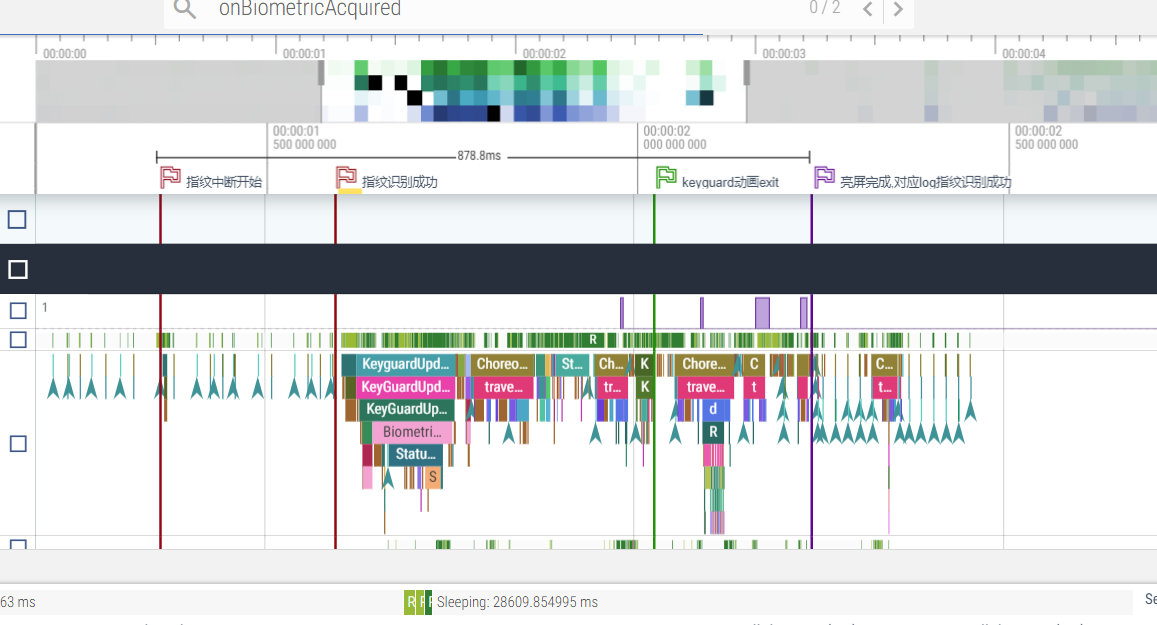 onBiometricAcquired
0 / 2
00:00:00
00:00:01
00:00:02
00:00:03
00:00:04
00:00:01
500 000 000
00:00:02
000 000 000
00:00:02
500 000 000
878.8ms
指纹中断开始
指纹识别成功
keyguard动画exit
亮屏完成,对应log指纹识别成功
1
R
KeyguardUpd...
Choreo...
St...
Ch...
K
Chore...
C
C...
KeyGuardUpd...
trave...
tr...
K
trave...
t
t...
KeyGuardUp...
d
Biometri...
R
Statu...
S
63 ms
R
Sleeping: 28609.854995 ms
Se